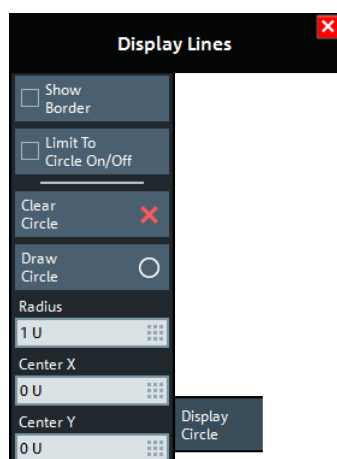 Display Lines
Show
Border
Limit To
Circle On/Off
Clear
Circle
Draw
Circle
Radius
1 U
Center X
0 U
Center Y
0 U
Display
Circle